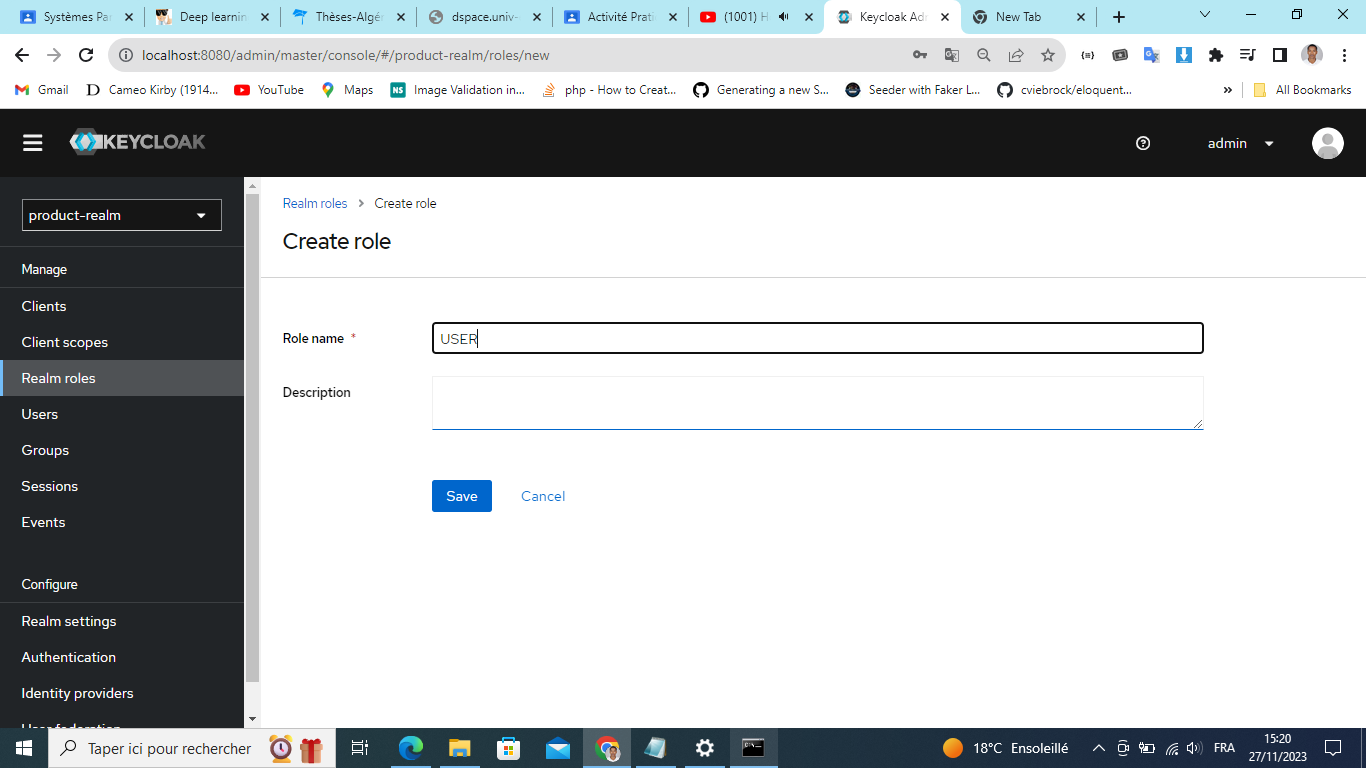 Systèmes Pa
Deep learnin
Thèses-Algé
dspace.univ-
Activité Prati
(1001) H
Keycloak Ad
New Tab
localhost:8080/admin/master/console/#/product-realm/roles/new
Gmail
Cameo Kirby (1914...
YouTube
Maps
NS
Image Validation in...
php - How to Creat...
Generating a new S...
Seeder with Faker L...
cviebrock/eloquent...
»
All Bookmarks
KEYCLOAK
admin
product-realm
Realm roles > Create role
Create role
Manage
Clients
Client scopes
Realm roles
Users
Groups
Sessions
Events
Configure
Realm settings
Authentication
Identity providers
User federation
Role name *
USER
Description
Save
Cancel
Taper ici pour rechercher
18°C Ensoleillé
FRA
15:20
27/11/2023